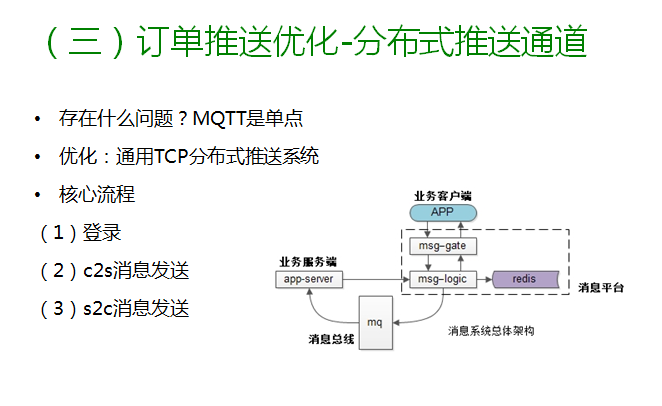 （三）订单推送优化-分布式推送通道
• 存在什么问题？MQTT是单点
• 优化：通用TCP分布式推送系统
• 核心流程
（1）登录
（2）c2s消息发送
（3）s2c消息发送
业务客户端
APP
msg-gate
业务服务端
app-server
msg-logic
redis
消息平台
mq
消息总线
消息系统总体架构